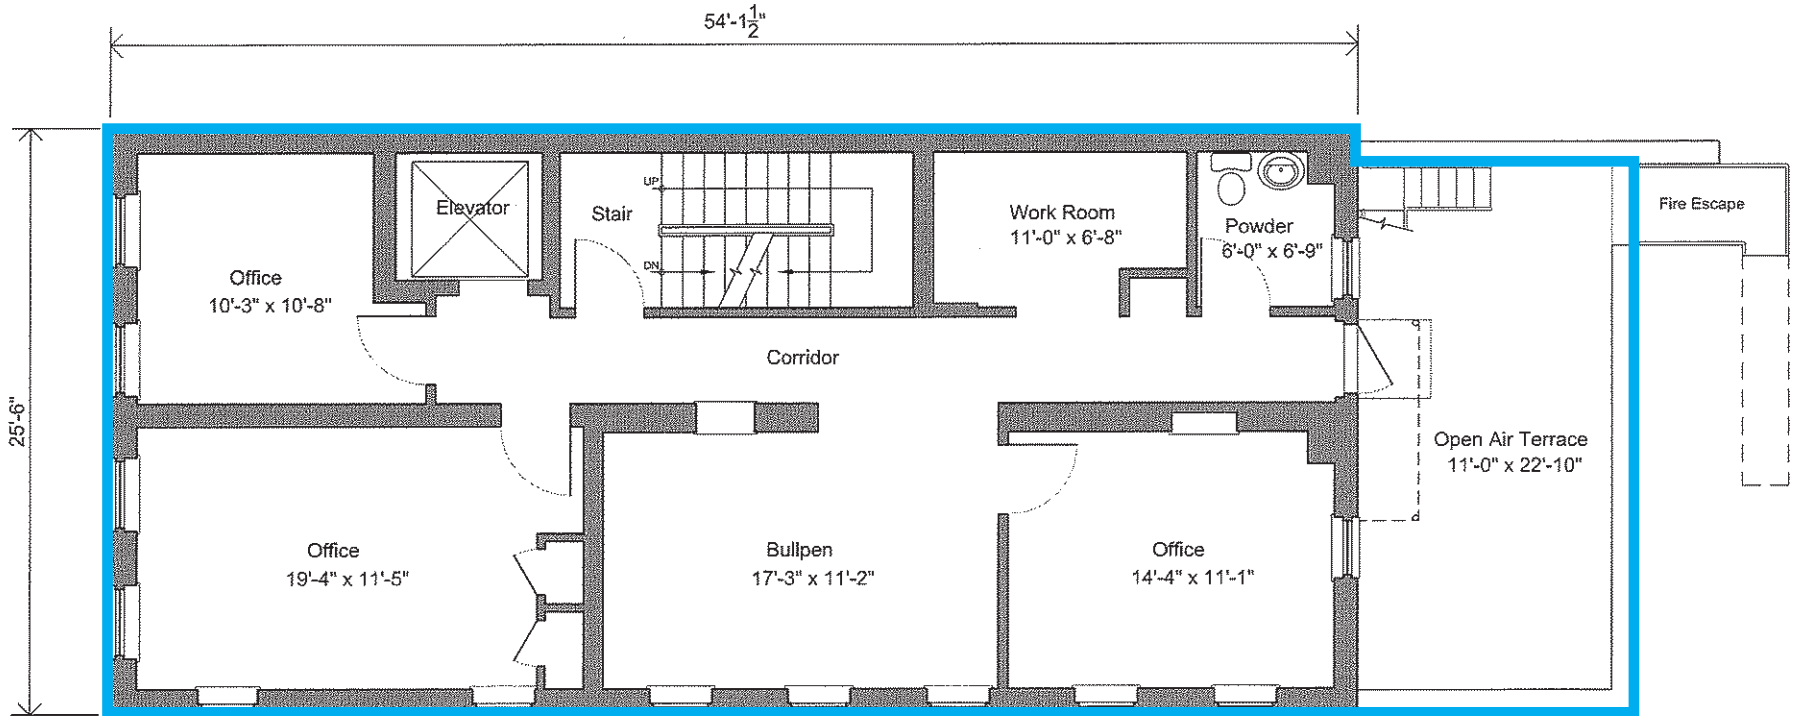 54'-1 1/2"
UP
Elevator
Stair
Work Room
11'-0" x 6'-8"
Powder
6'-0" x 6'-9"
Fire Escape
DN
Office
10'-3" x 10'-8"
Corridor
25'-6"
Open Air Terrace
11'-0" x 22'-10"
Office
19'-4" x 11'-5"
Bullpen
17'-3" x 11'-2"
Office
14'-4" x 11'-1"